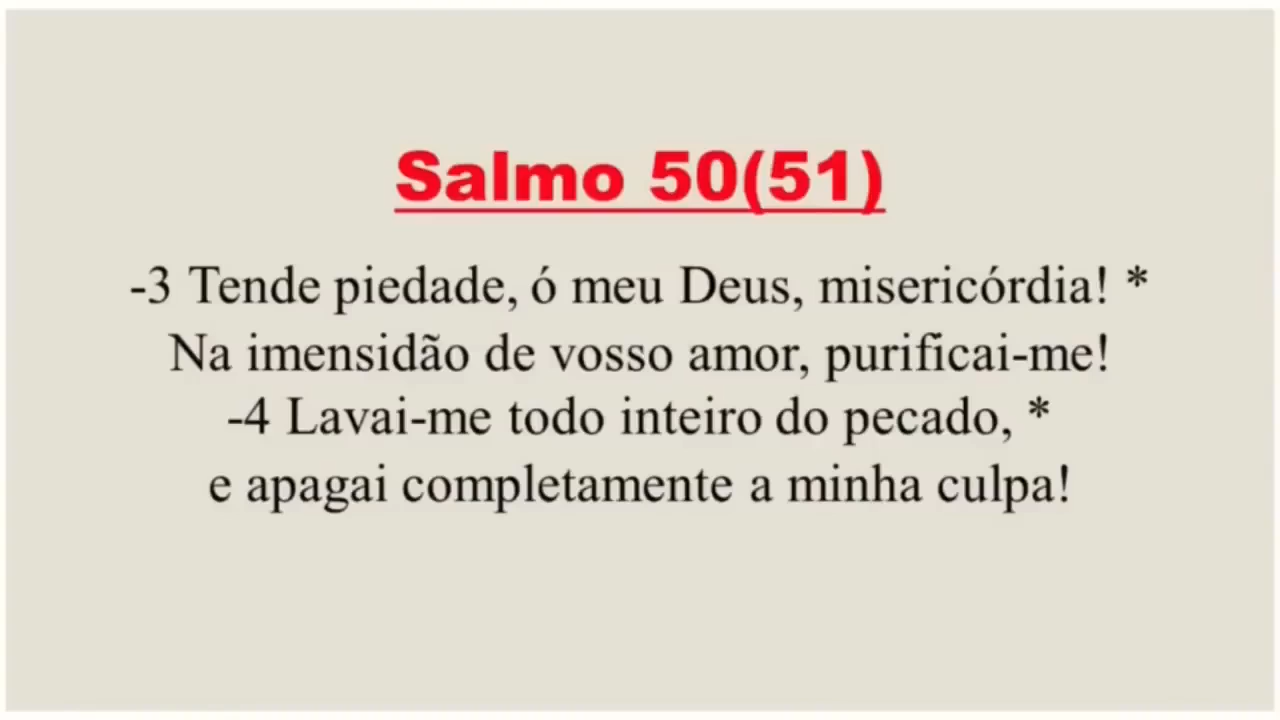 Salmo 50(51)
-3 Tende piedade, ó meu Deus, misericórdia! *
Na imensidão de vosso amor, purificai-me!
-4 Lavai-me todo inteiro do pecado, *
e apagai completamente a minha culpa!